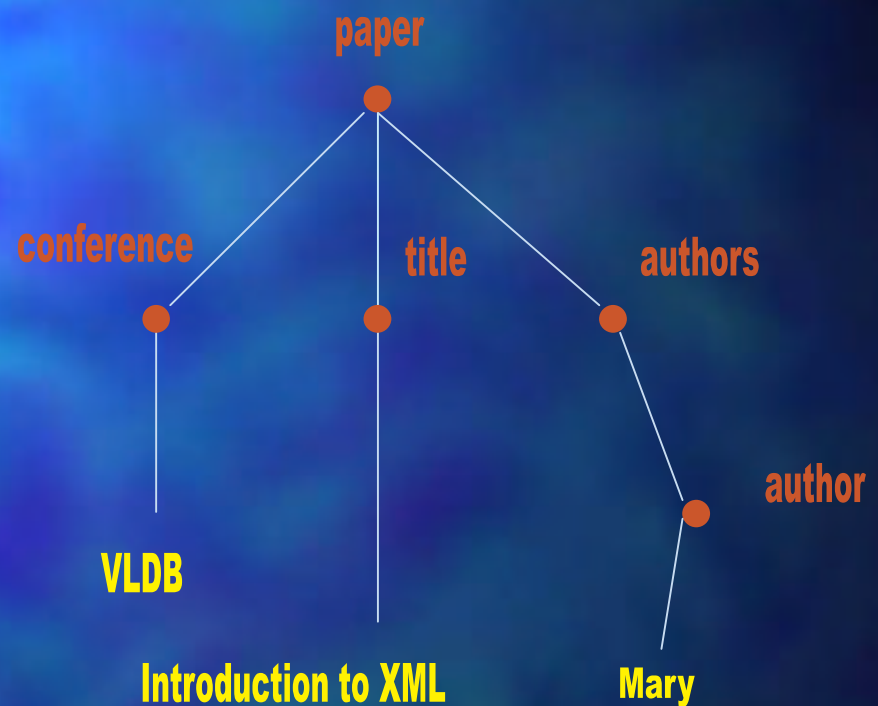 paper
conference
title
authors
author
VLDB
Introduction to XML
Mary